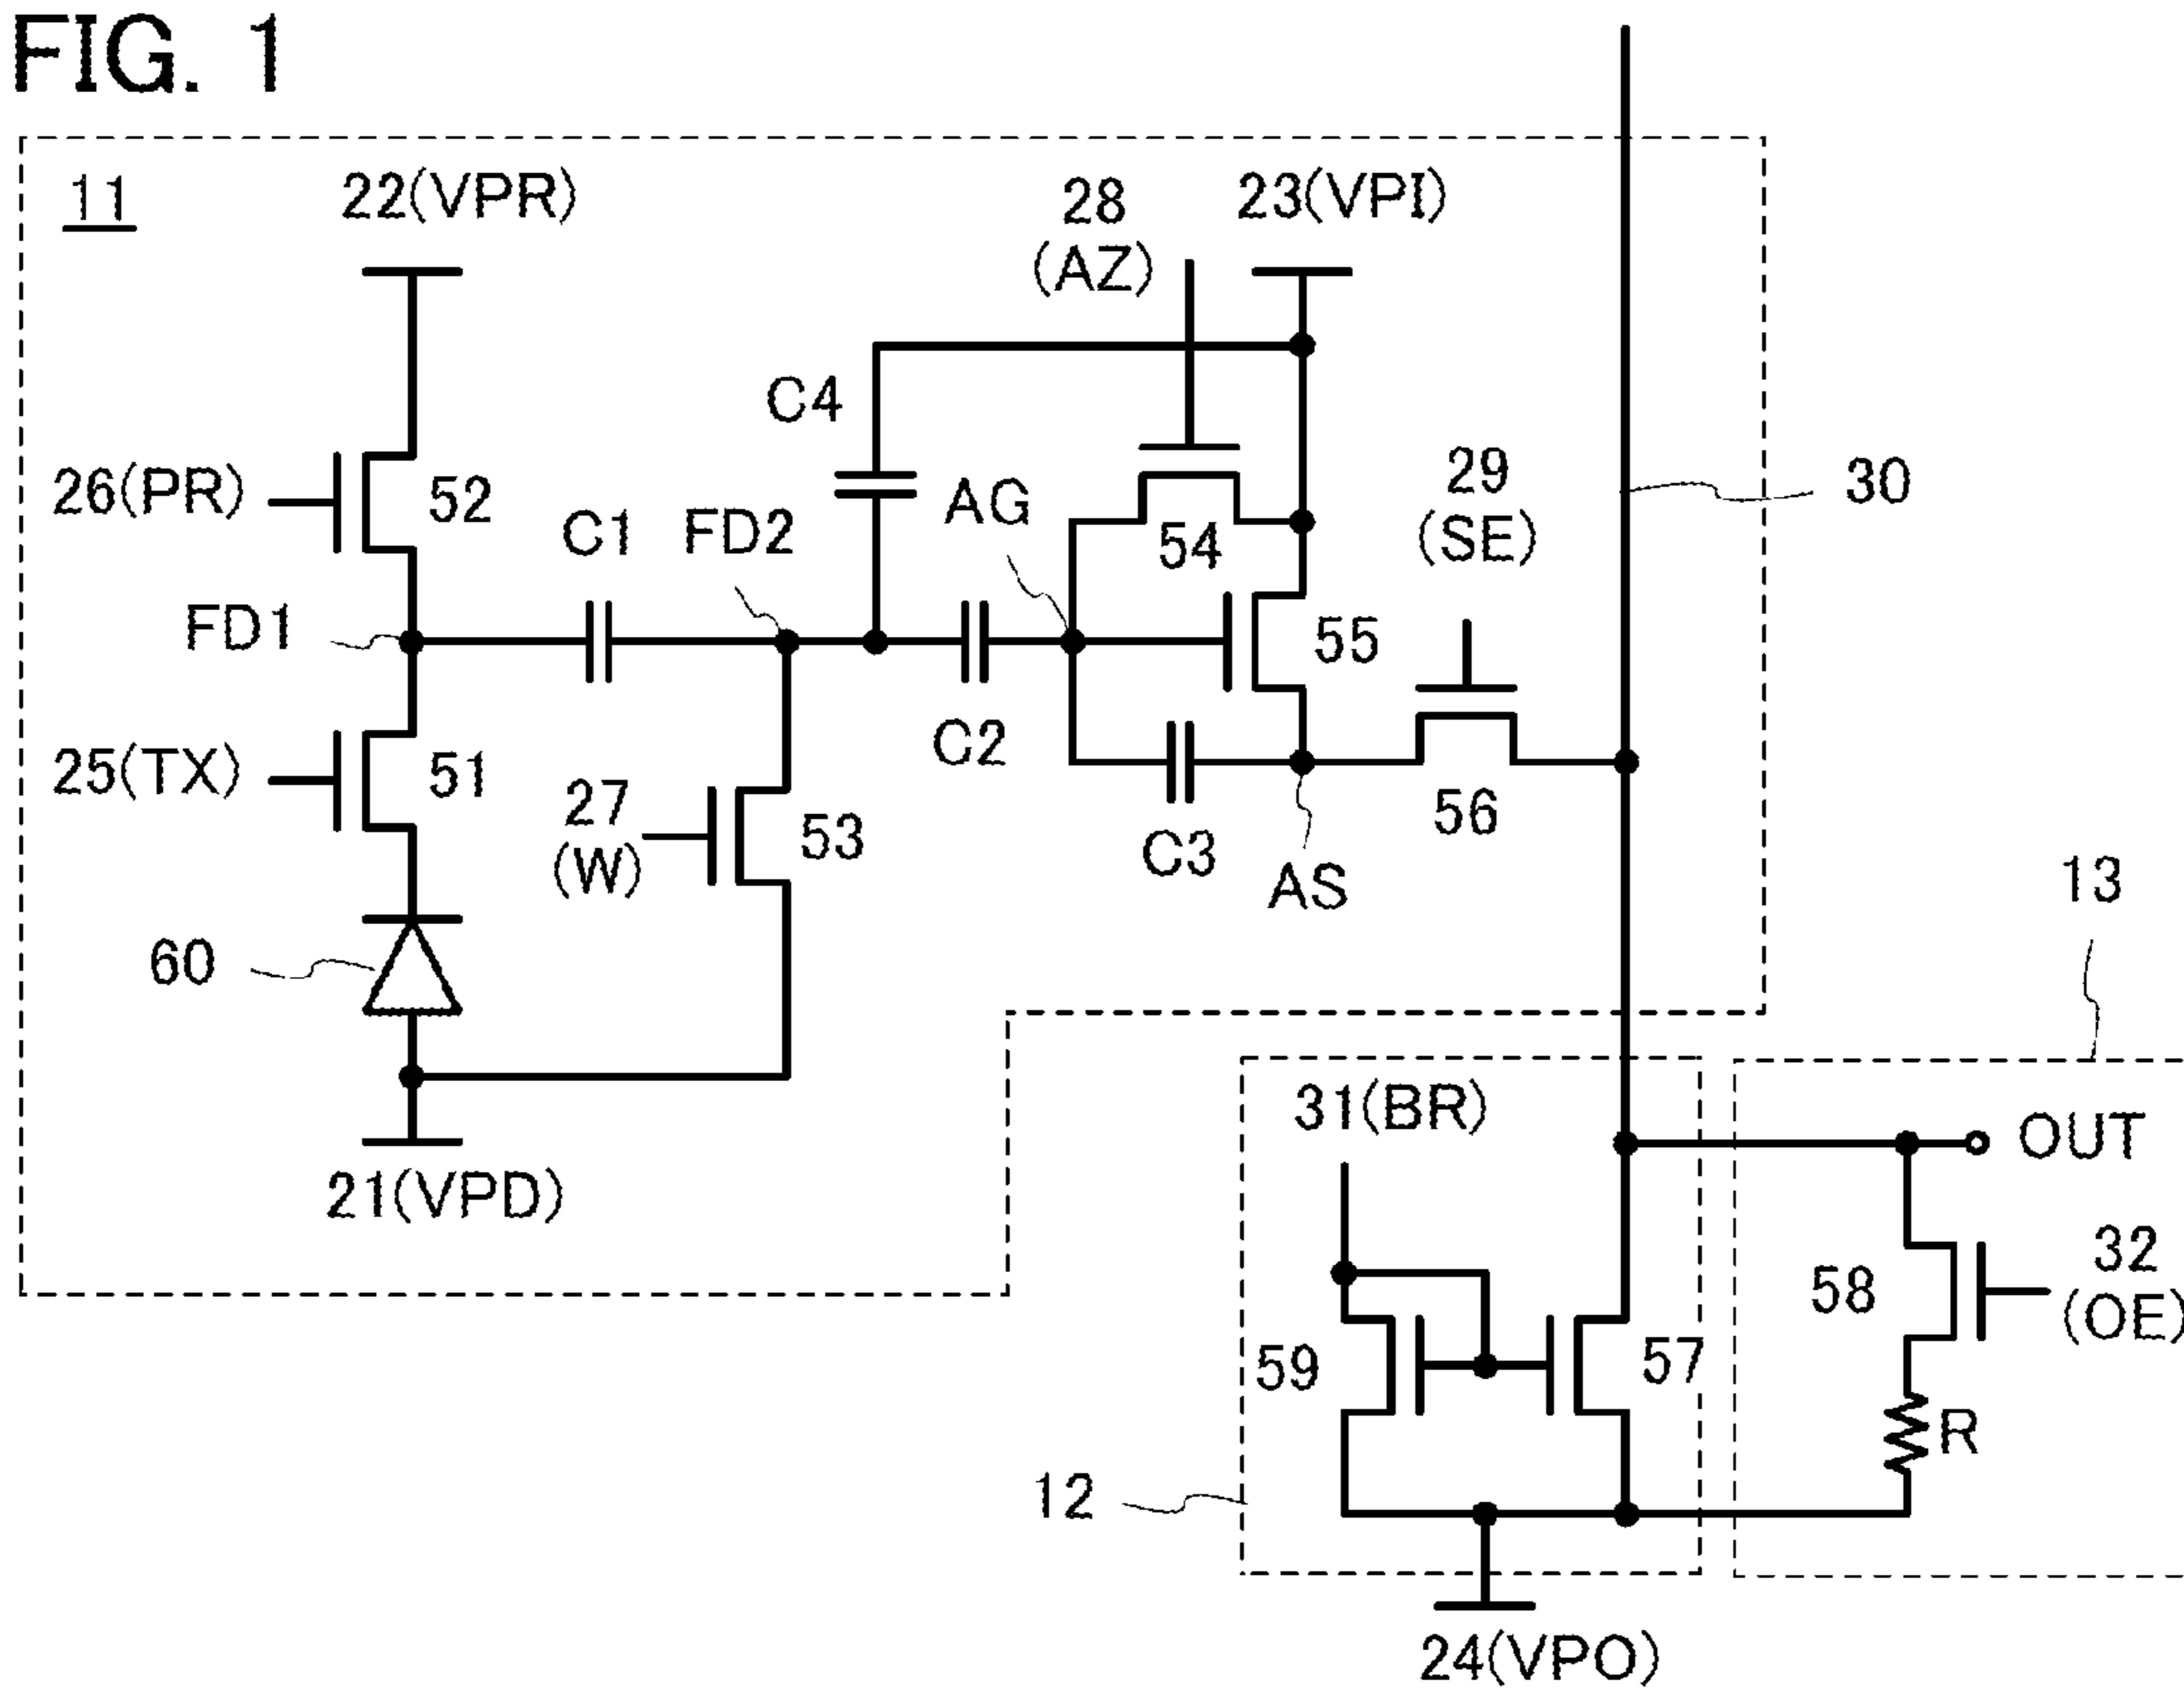 FIG. 1
11
22(VPR)
28
(AZ)
23(VPI)
C4
26(PR)
52
C1
FD2
AG
54
29
(SE)
30
FD1
55
25(TX)
51
27
(W)
53
C2
C3
56
AS
60
13
21(VPD)
31(BR)
OUT
32
(OE)
58
59
57
R
12
24(VPO)